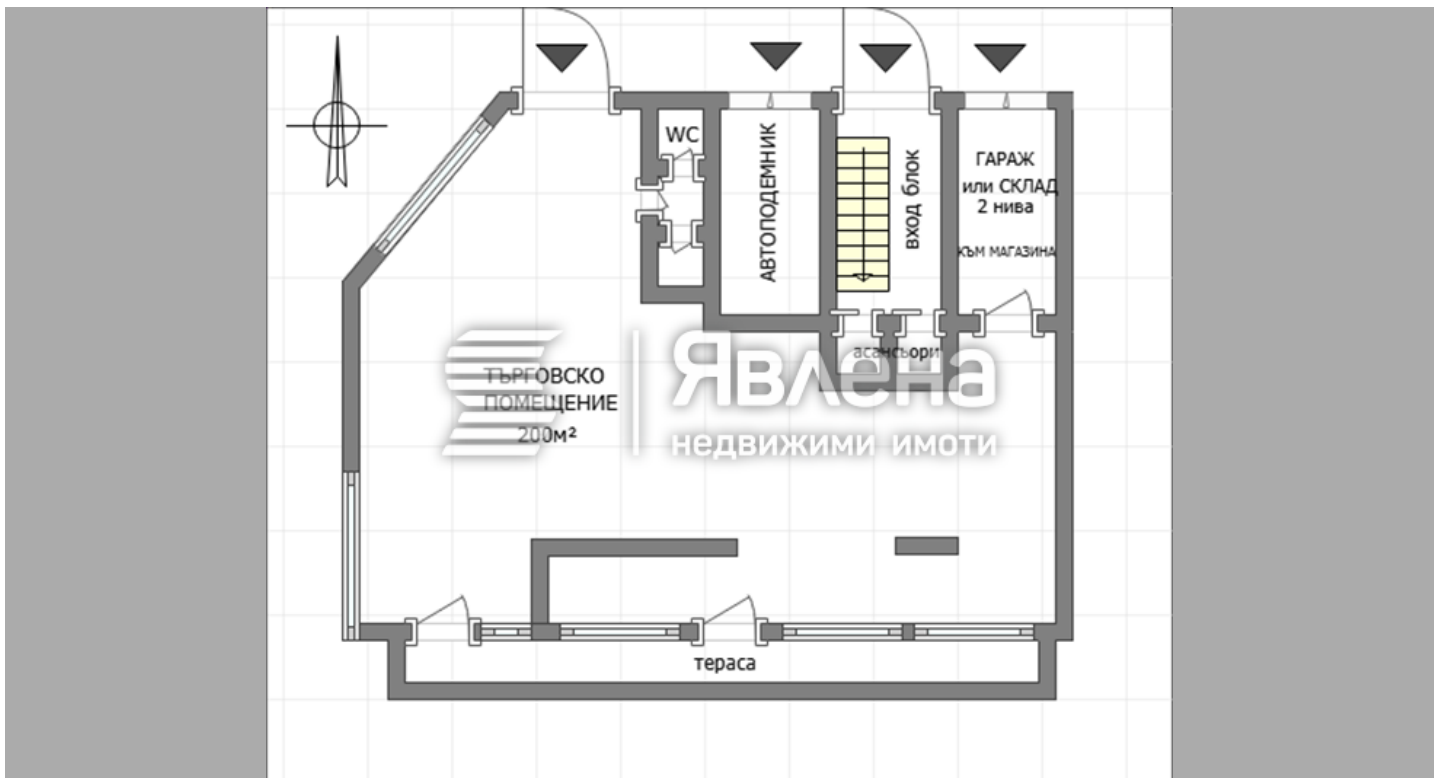 WC
АВТОПОДЕМНИК
вход блок
ГАРАЖ
или СКЛАД
2 нива
КЪМ МАГАЗИНА
асансьори
ТЪРГОВСКО
ПОМЕЩЕНИЕ
200м²
Явлена
недвижими имоти
тераса